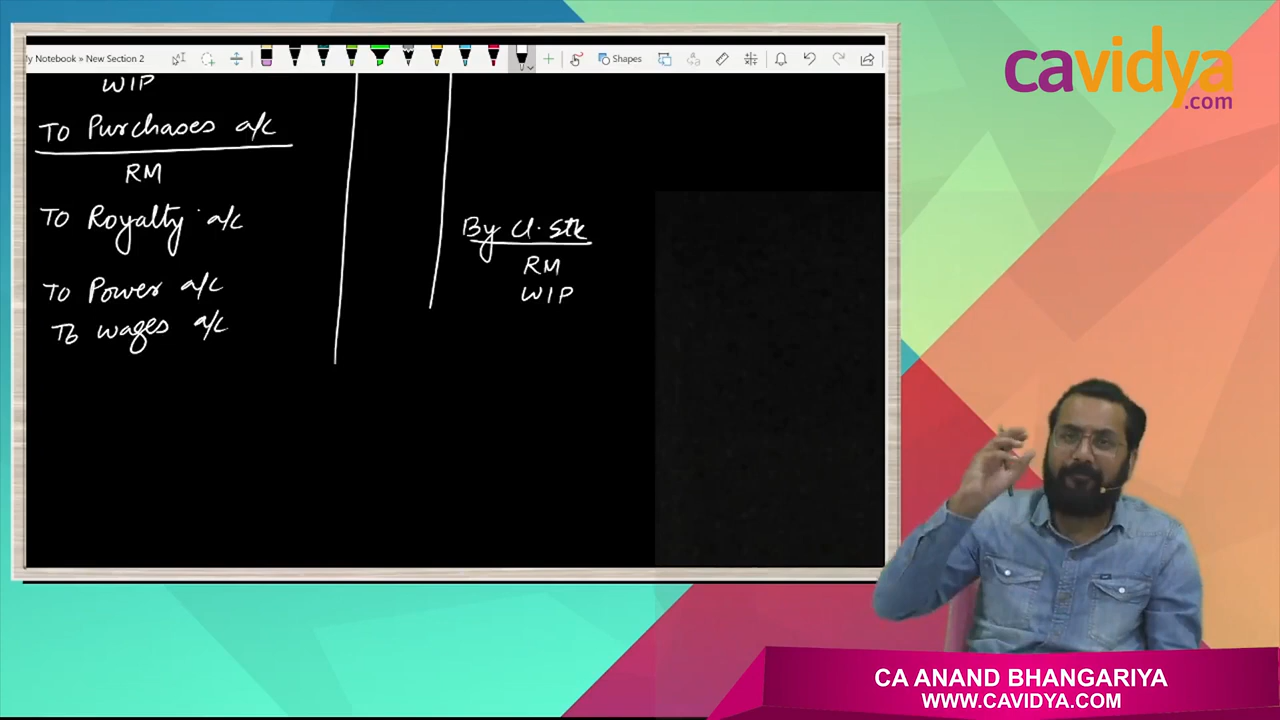 cavidya
.com
y Notebook » New Section 2
Shapes
WIP
To Purchases a/c
RM
To Royalty a/c
To Power a/c
To wages a/c
By Cl. Stk
RM
WIP
CA ANAND BHANGARIYA
WWW.CAVIDYA.COM